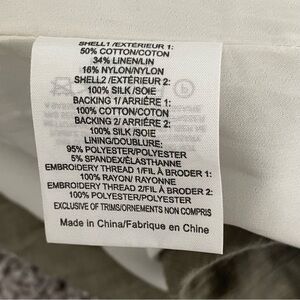 SHELL1 /EXTÉRIEUR 1:
50% COTTON/COTON
34% LINEN/LIN
16% NYLON/NYLON
SHELL2 /EXTÉRIEUR 2:
100% SILK /SOIE
BACKING 1/ ARRIÈRE 1:
100% COTTON/COTON
BACKING 2/ ARRIÈRE 2:
100% SILK /SOIE
LINING/DOUBLURE:
95% POLYESTER/POLYESTER
5% SPANDEX/ÉLASTHANNE
EMBROIDERY THREAD 1/FIL À BRODER 1:
100% RAYON/ RAYONNE
EMBROIDERY THREAD 2/FIL À BRODER 2:
100% POLYESTER/POLYESTER
EXCLUSIVE OF TRIMS/ORNEMENTS NON COMPRIS
Made in China/Fabrique en Chine